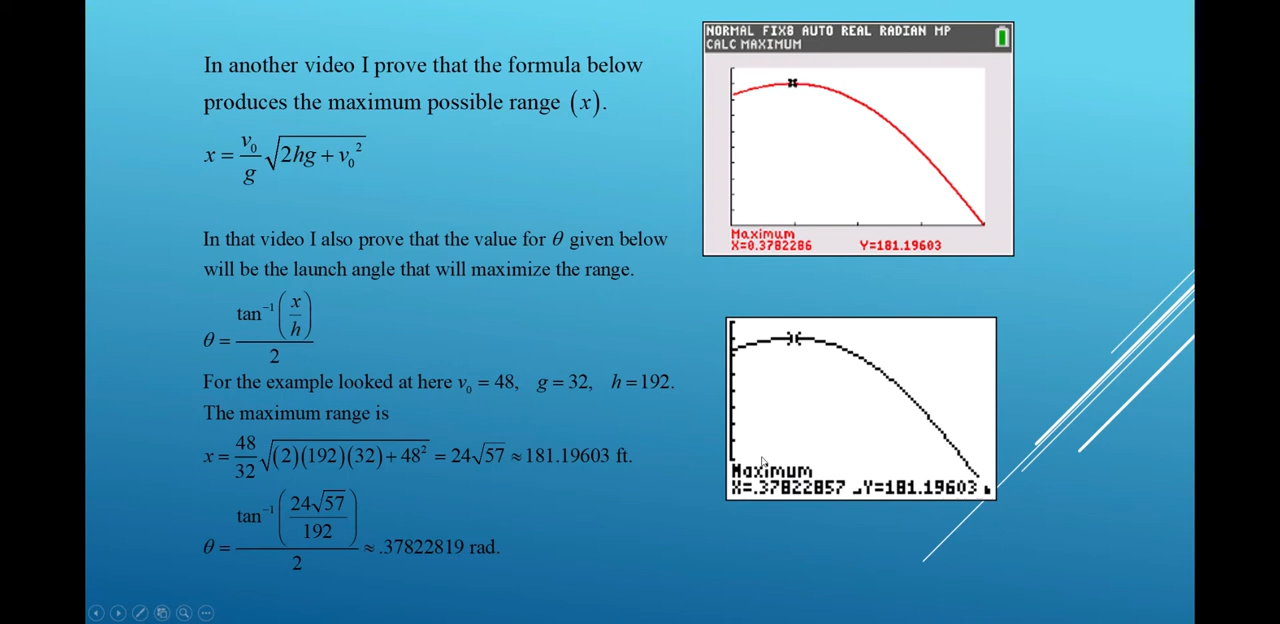 In another video I prove that the formula below
produces the maximum possible range (x).
x = v₀/g √(2hg + v₀²)
In that video I also prove that the value for θ given below
will be the launch angle that will maximize the range.
θ = tan⁻¹(x/h)/2
For the example looked at here v₀ = 48, g = 32, h = 192.
The maximum range is
x = 48/32 √((2)(192)(32) + 48²) = 24√57 ≈ 181.19603 ft.
θ = tan⁻¹(24√57/192)/2 ≈ .37822819 rad.
NORMAL FIX8 AUTO REAL RADIAN MP
CALC MAXIMUM
Maximum
X=0.3782286 Y=181.19603
Maximum
X=.37822857 Y=181.19603